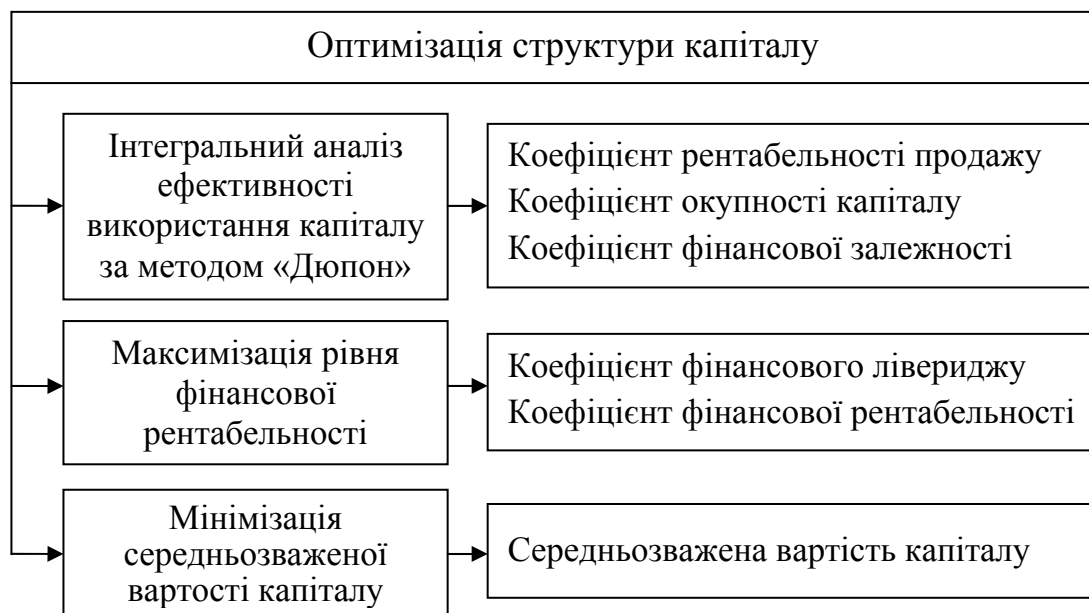 Оптимізація структури капіталу
Інтегральний аналіз
ефективності
використання капіталу
за методом «Дюпон»
Коефіцієнт рентабельності продажу
Коефіцієнт окупності капіталу
Коефіцієнт фінансової залежності
Максимізація рівня
фінансової
рентабельності
Коефіцієнт фінансового лівериджу
Коефіцієнт фінансової рентабельності
Мінімізація
середньозваженої
вартості капіталу
Середньозважена вартість капіталу